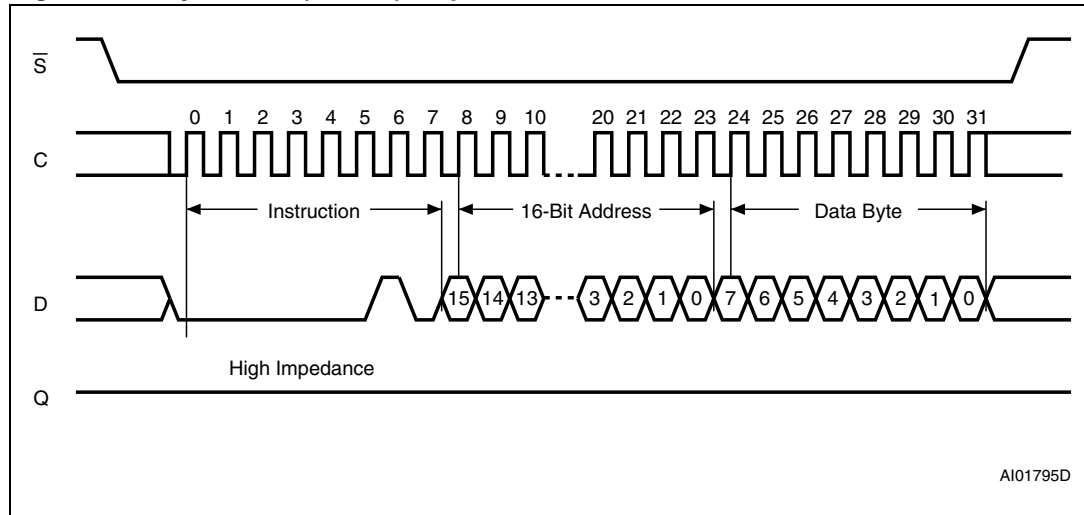 S
0 1 2 3 4 5 6 7 8 9 10 20 21 22 23 24 25 26 27 28 29 30 31
C
Instruction 16-Bit Address Data Byte
D
15 14 13 3 2 1 0 7 6 5 4 3 2 1 0
High Impedance
Q
AI01795D